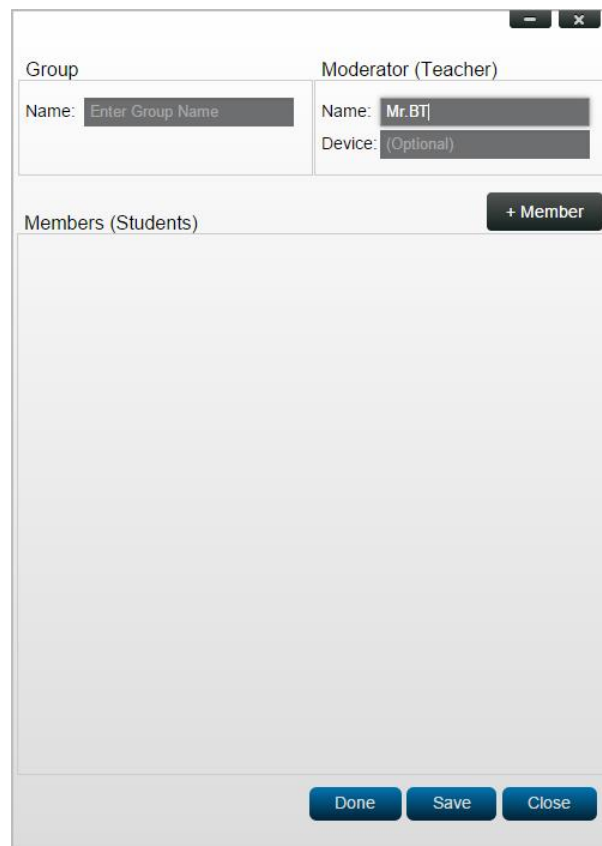 Group
Name: Enter Group Name
Moderator (Teacher)
Name: Mr.BT
Device: (Optional)
Members (Students)
+ Member
Done Save Close